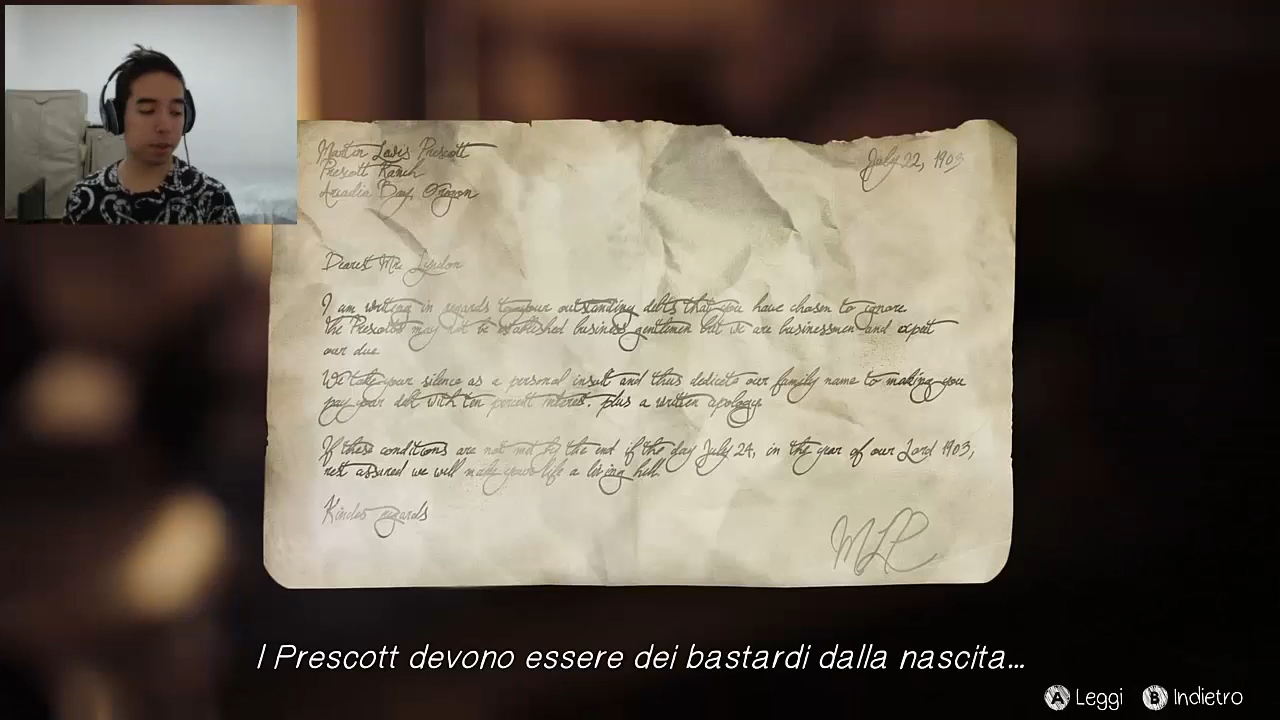 Martin Lewis Prescott
Prescott Ranch
Arcadia Bay, Oregon
July 22, 1903
Dearest Mr. Lyndon
I am writing in regards to your outstanding debts that you have chosen to ignore.
The Prescotts may not be established business gentlemen but we are businessmen and expect
our due.
We take your silence as a personal insult and thus dedicate our family name to making you
pay your debt with ten percent interest, plus a written apology.
If these conditions are not met by the end if the day July 24, in the year of our Lord 1903,
rest assured we will make your life a living hell.
Kindes regards
MLP
I Prescott devono essere dei bastardi dalla nascita...
A Leggi B Indietro